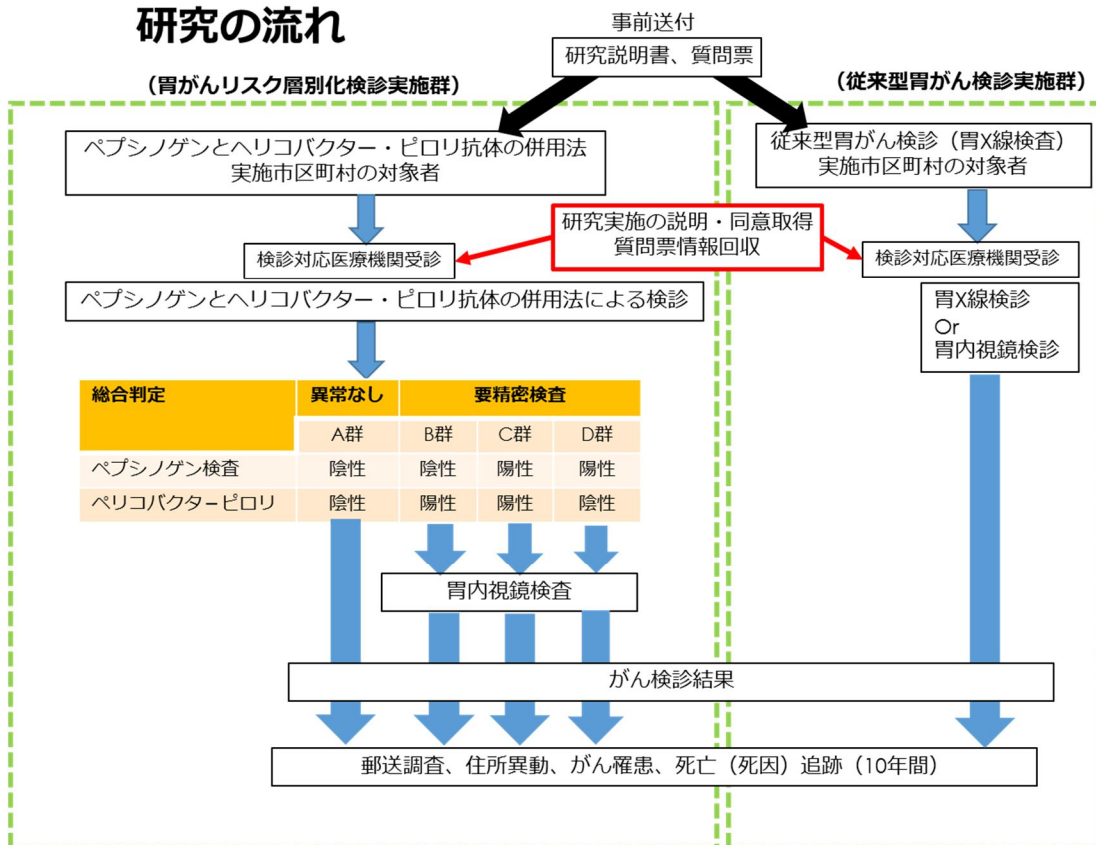 研究の流れ
事前送付
研究説明書、質問票
(胃がんリスク層別化検診実施群)
(従来型胃がん検診実施群)
ペプシノゲンとヘリコバクター・ピロリ抗体の併用法
実施市区町村の対象者
従来型胃がん検診(胃X線検査)
実施市区町村の対象者
研究実施の説明・同意取得
質問票情報回収
検診対応医療機関受診
検診対応医療機関受診
ペプシノゲンとヘリコバクター・ピロリ抗体の併用法による検診
胃X線検診
Or
胃内視鏡検診
総合判定 異常なし 要精密検査
A群 B群 C群 D群
ペプシノゲン検査 陰性 陰性 陽性 陽性
ペリコバクターピロリ 陰性 陽性 陽性 陰性
胃内視鏡検査
がん検診結果
郵送調査、住所異動、がん罹患、死亡(死因)追跡(10年間)